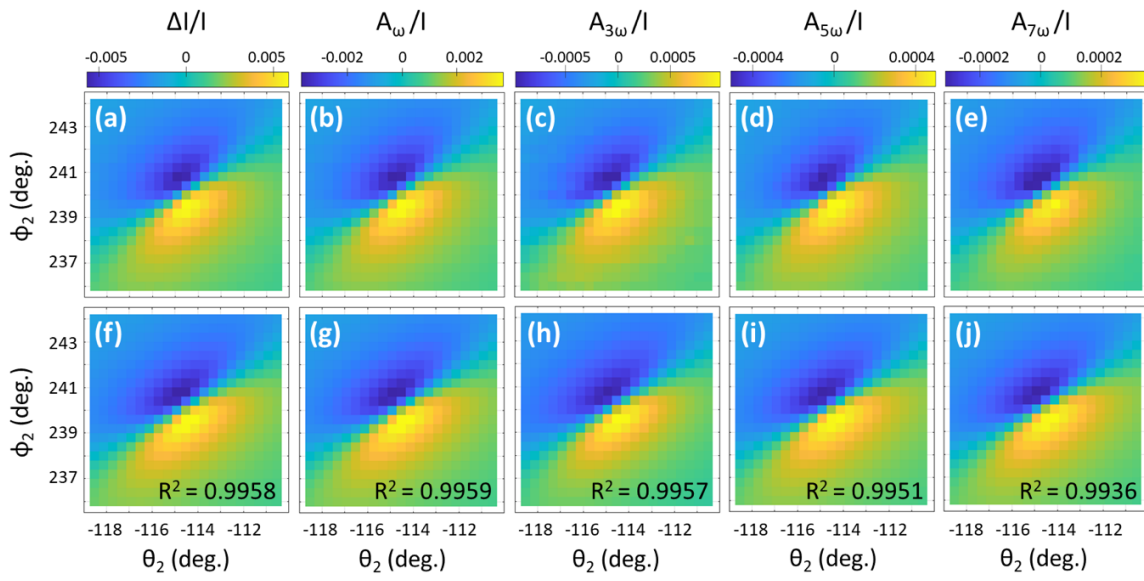 ΔI/I A_ω/I A_3ω/I A_5ω/I A_7ω/I
-0.005 0 0.005 -0.002 0 0.002 -0.0005 0 0.0005 -0.00004 0 0.00004 -0.00002 0 0.00002
(a) (b) (c) (d) (e)
243
241
239
237
ϕ_2 (deg.)
(f) (g) (h) (i) (j)
243
241
239
237
ϕ_2 (deg.)
R² = 0.9958 R² = 0.9959 R² = 0.9957 R² = 0.9951 R² = 0.9936
-118 -116 -114 -112 -118 -116 -114 -112 -118 -116 -114 -112 -118 -116 -114 -112 -118 -116 -114 -112
θ_2 (deg.) θ_2 (deg.) θ_2 (deg.) θ_2 (deg.) θ_2 (deg.)